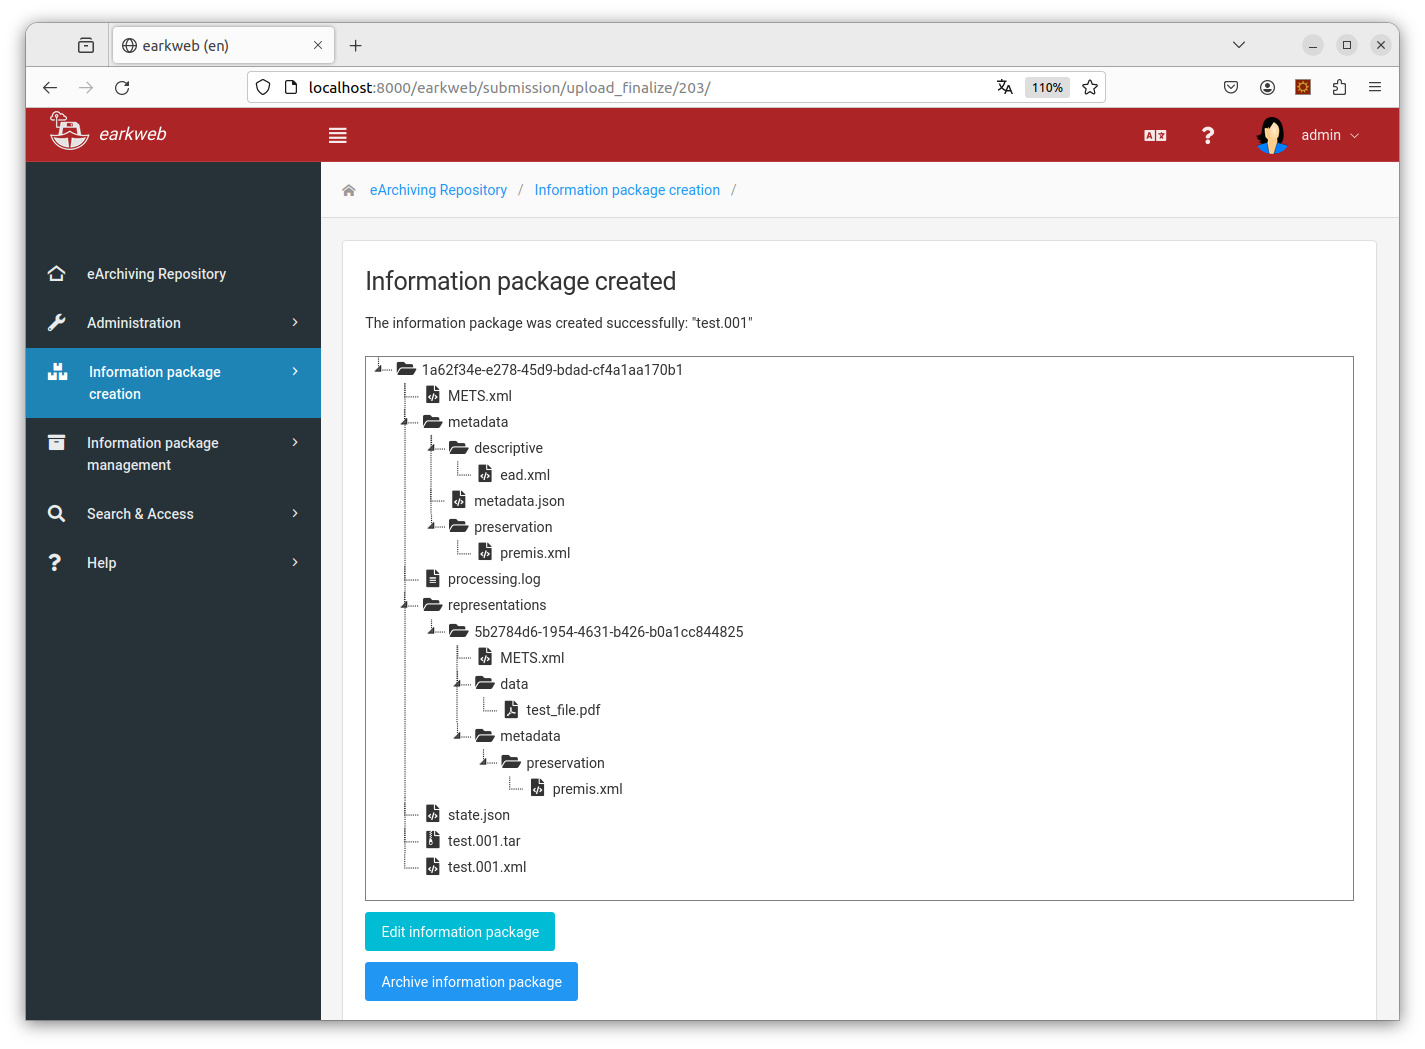 earkweb (en)
localhost:8000/earkweb/submission/upload_finalize/203/
110%
earkweb
admin
eArchiving Repository / Information package creation /
eArchiving Repository
Administration
Information package
creation
Information package
management
Search & Access
Help
Information package created
The information package was created successfully: "test.001"
1a62f34e-e278-45d9-bdad-cf4a1aa170b1
METS.xml
metadata
descriptive
ead.xml
metadata.json
preservation
premis.xml
processing.log
representations
5b2784d6-1954-4631-b426-b0a1cc844825
METS.xml
data
test_file.pdf
metadata
preservation
premis.xml
state.json
test.001.tar
test.001.xml
Edit information package
Archive information package